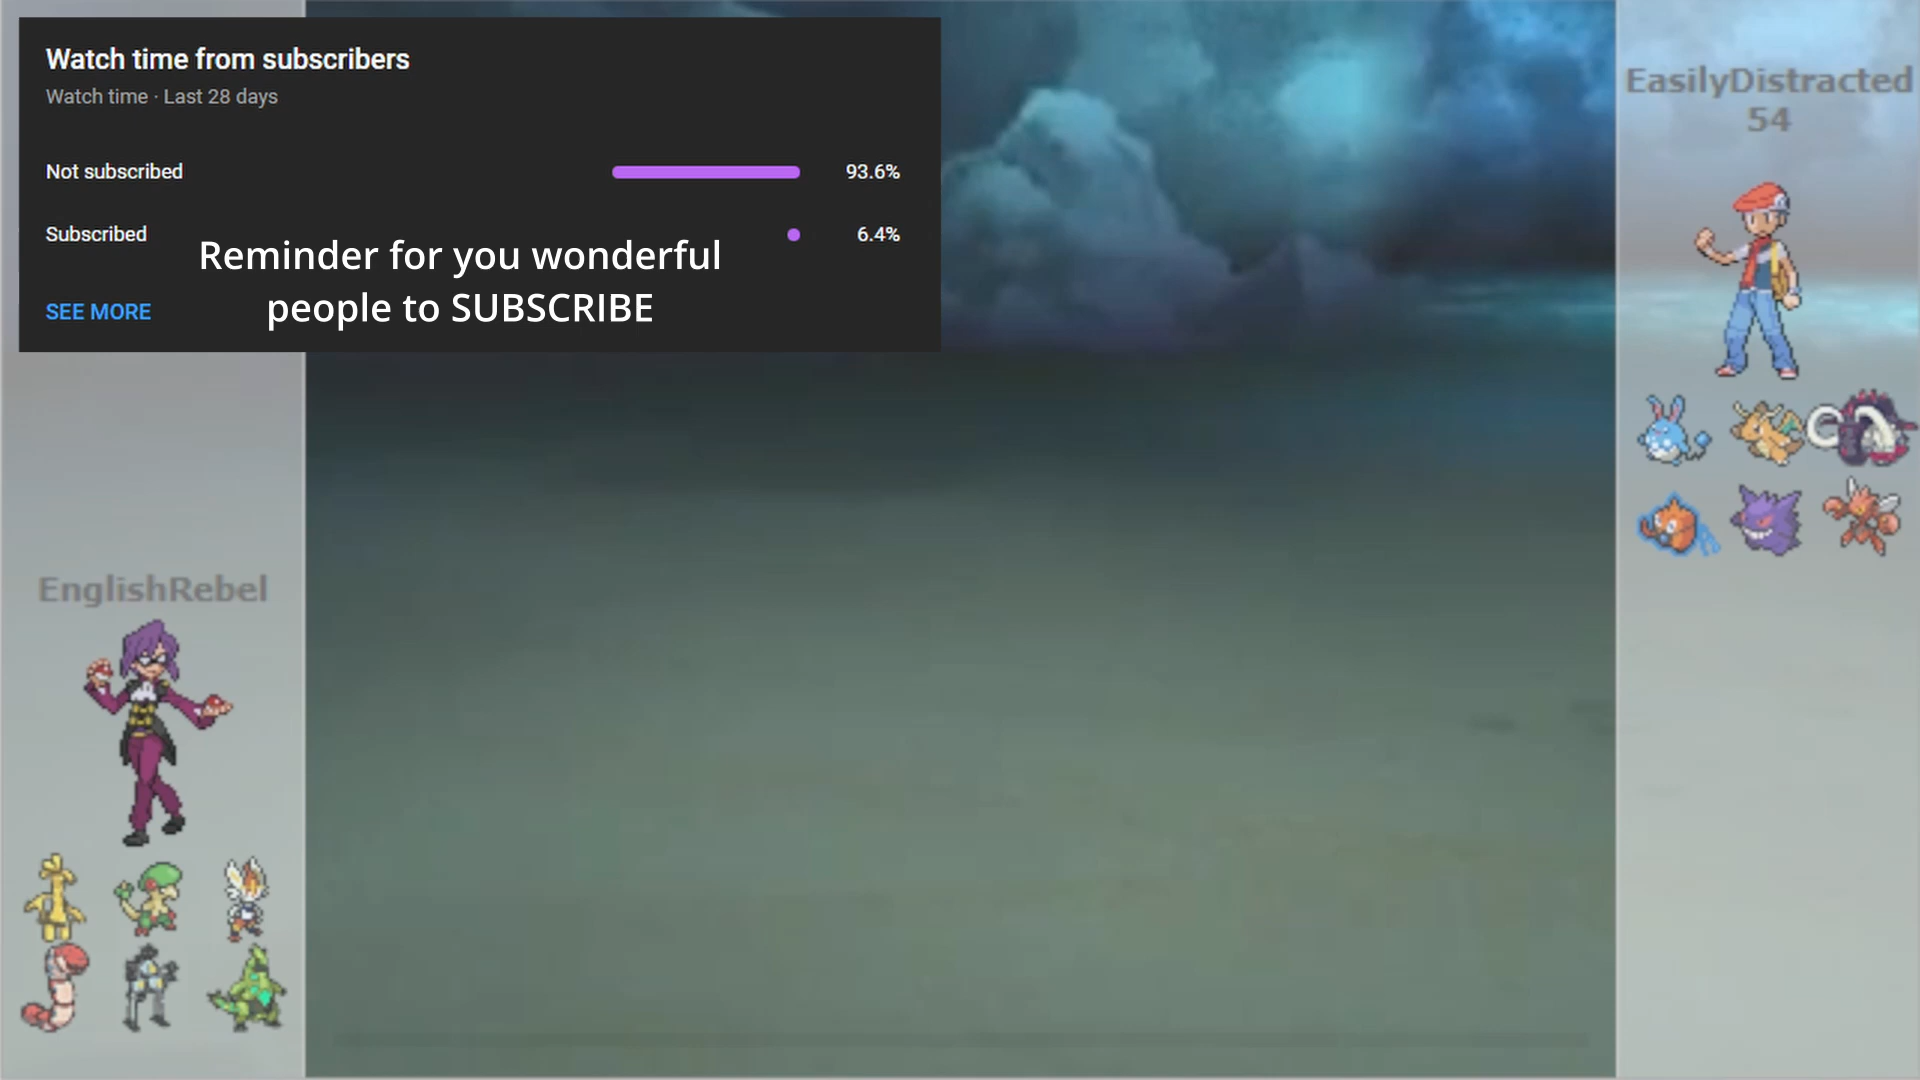 Watch time from subscribers
Watch time · Last 28 days
Not subscribed 93.6%
Subscribed 6.4%
Reminder for you wonderful
people to SUBSCRIBE
SEE MORE
EasilyDistracted
54
EnglishRebel